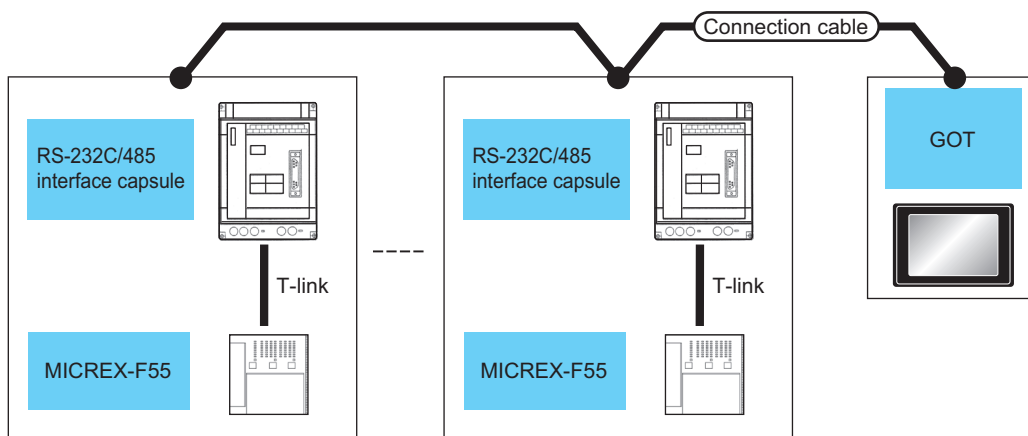 Connection cable
RS-232C/485
interface capsule
T-link
MICREX-F55
RS-232C/485
interface capsule
T-link
MICREX-F55
GOT